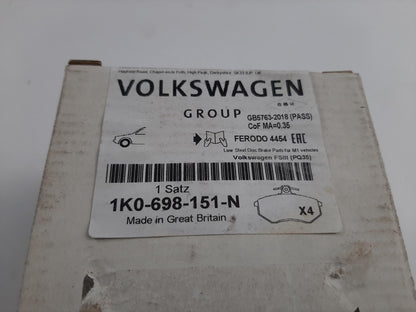 Hayfield Road, Chapel-en-le Frith, High Peak, Derbyshire SK23 0JP GB
VOLKSWAGEN
GROUP
GB5763-2018 (PASS)
CoF MA=0.35
FERODO 4454 EAC
Low Steel Disc Brake Pads for M1 vehicles
Volkswagen FSIII (PQ35)
1 Satz
1K0-698-151-N
Made in Great Britain
X4